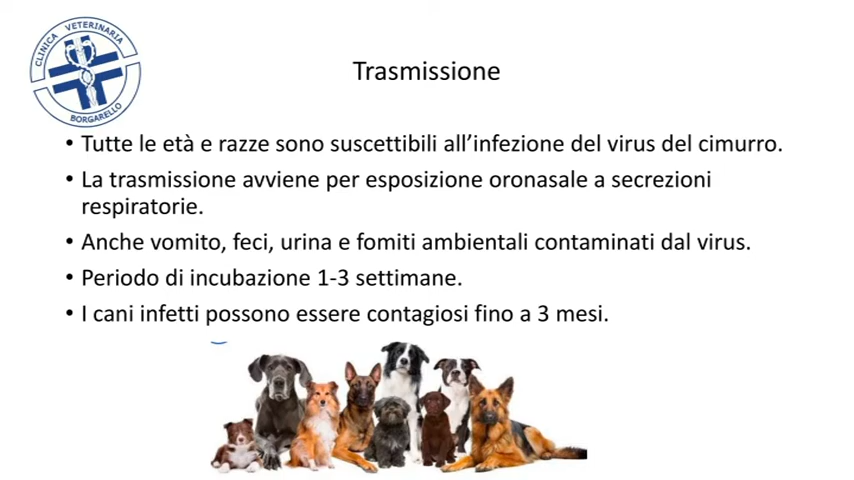 CLINICA VETERINARIA
BORGARELLO
Trasmissione
• Tutte le età e razze sono suscettibili all’infezione del virus del cimurro.
• La trasmissione avviene per esposizione oronasale a secrezioni
respiratorie.
• Anche vomito, feci, urina e fomiti ambientali contaminati dal virus.
• Periodo di incubazione 1-3 settimane.
• I cani infetti possono essere contagiosi fino a 3 mesi.